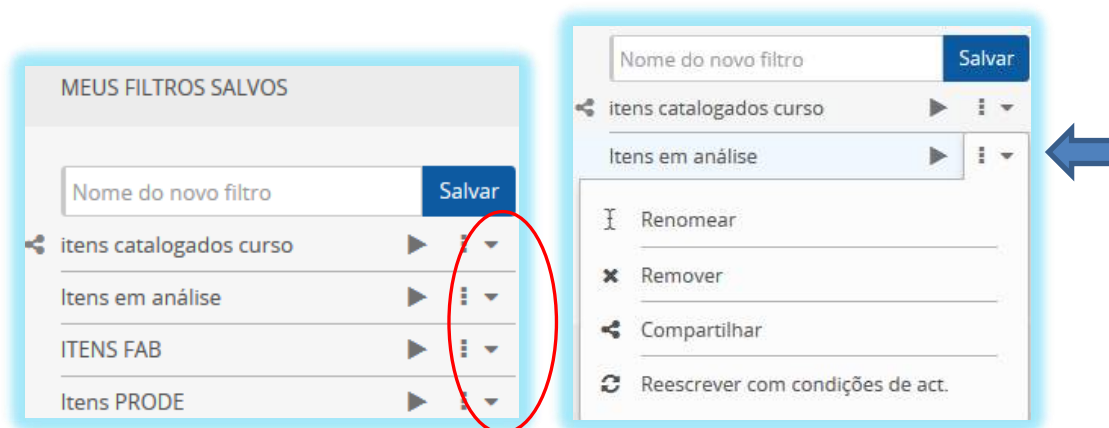 MEUS FILTROS SALVOS
Nome do novo filtro
Salvar
itens catalogados curso
Itens em análise
ITENS FAB
Itens PRODE
Nome do novo filtro
Salvar
itens catalogados curso
Itens em análise
Renomear
Remover
Compartilhar
Reescrever com condições de act.